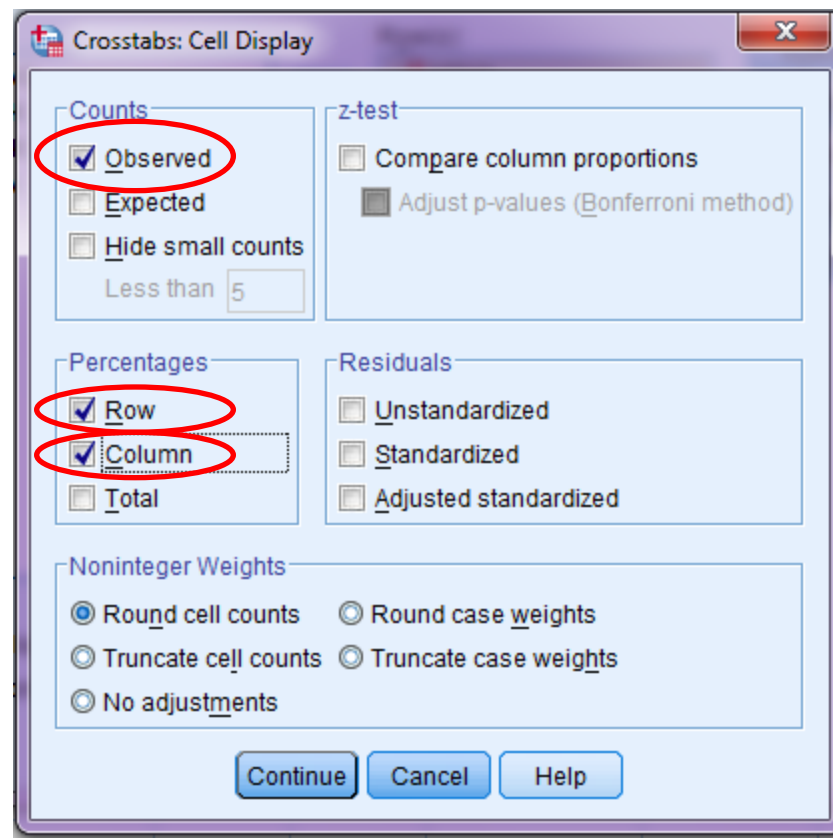 Crosstabs: Cell Display
Counts
Observed
Expected
Hide small counts
Less than 5
z-test
Compare column proportions
Adjust p-values (Bonferroni method)
Percentages
Row
Column
Total
Residuals
Unstandardized
Standardized
Adjusted standardized
Noninteger Weights
Round cell counts Round case weights
Truncate cell counts Truncate case weights
No adjustments
Continue Cancel Help